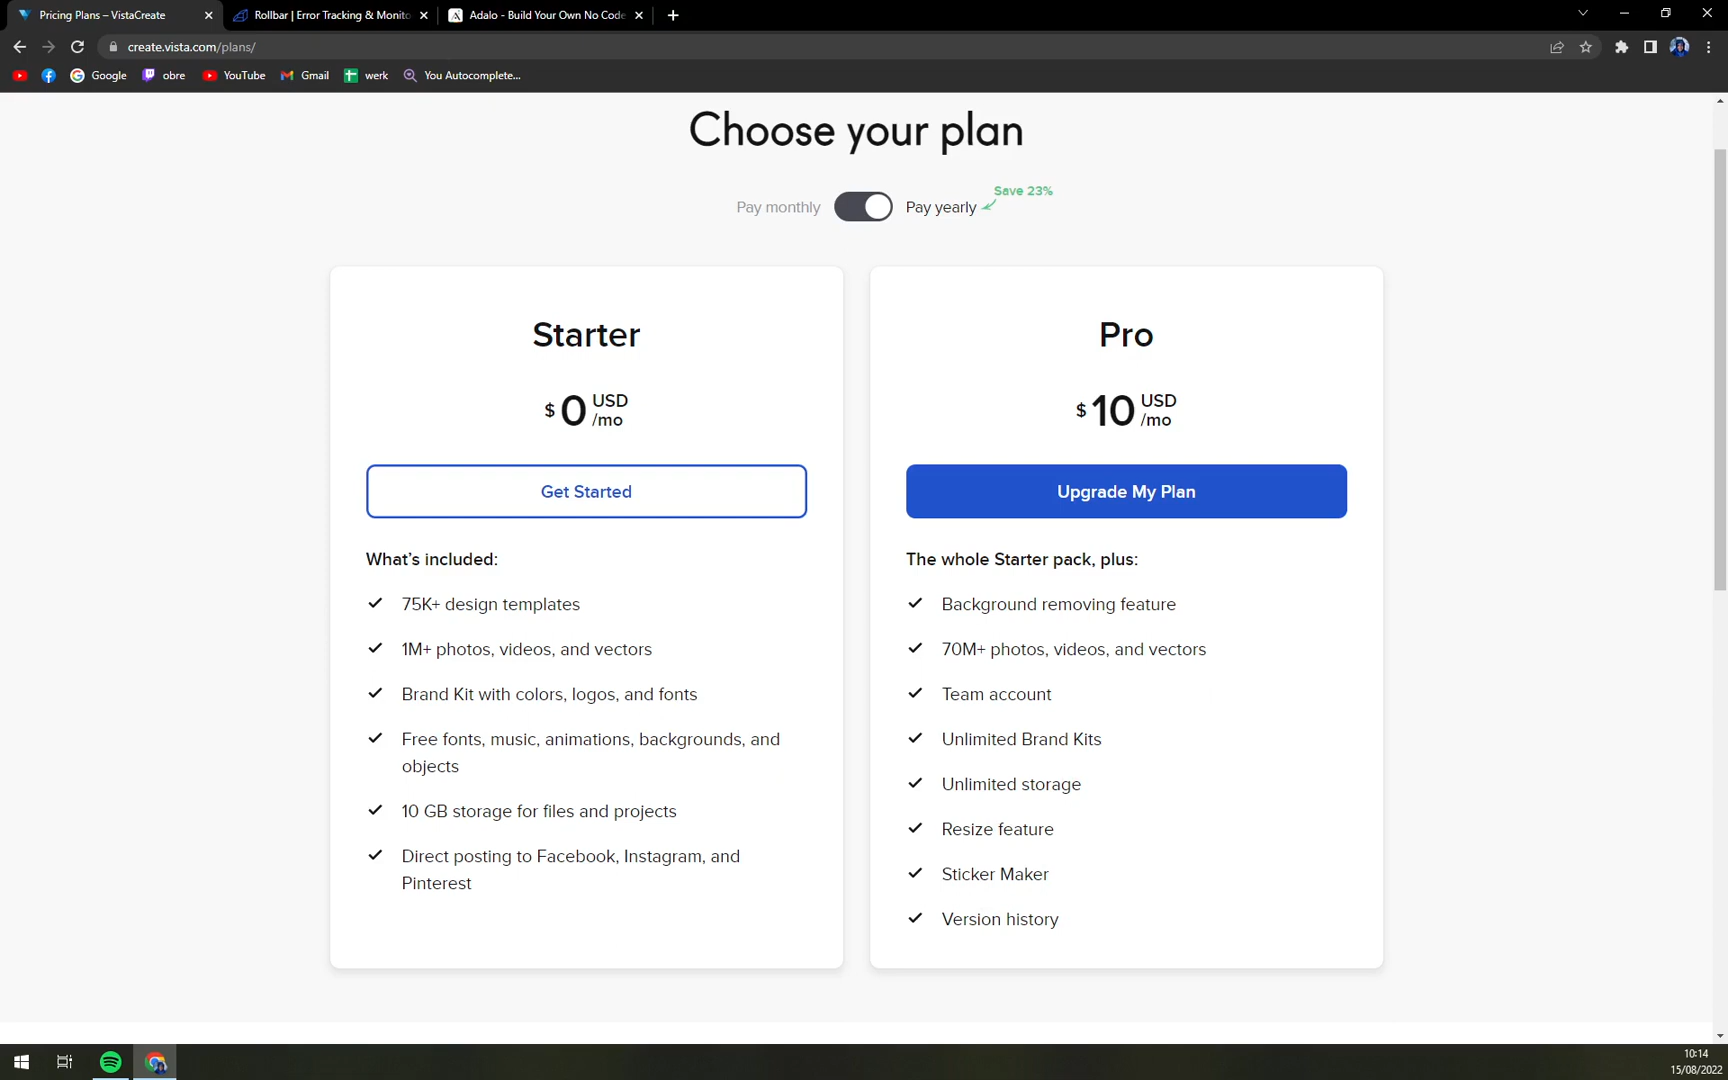 Pricing Plans – VistaCreate
Rollbar | Error Tracking & Monito
Adalo - Build Your Own No Code
create.vista.com/plans/
Google
obre
YouTube
Gmail
werk
You Autocomplete...
Choose your plan
Save 23%
Pay monthly
Pay yearly
Starter
$ 0 USD
/mo
Get Started
What's included:
75K+ design templates
1M+ photos, videos, and vectors
Brand Kit with colors, logos, and fonts
Free fonts, music, animations, backgrounds, and
objects
10 GB storage for files and projects
Direct posting to Facebook, Instagram, and
Pinterest
Pro
$ 10 USD
/mo
Upgrade My Plan
The whole Starter pack, plus:
Background removing feature
70M+ photos, videos, and vectors
Team account
Unlimited Brand Kits
Unlimited storage
Resize feature
Sticker Maker
Version history
10:14
15/08/2022